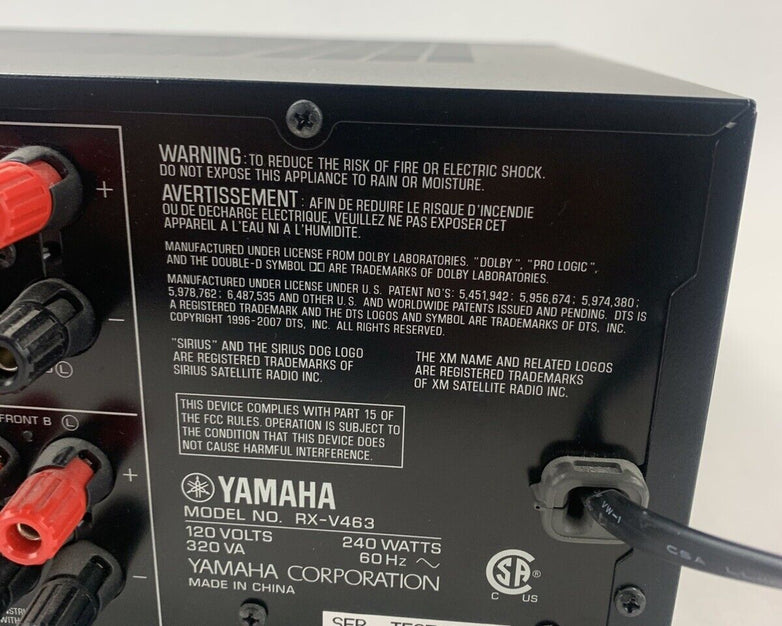 WARNING: TO REDUCE THE RISK OF FIRE OR ELECTRIC SHOCK.
DO NOT EXPOSE THIS APPLIANCE TO RAIN OR MOISTURE.
AVERTISSEMENT : AFIN DE REDUIRE LE RISQUE D'INCENDIE
OU DE DECHARGE ELECTRIQUE, VEUILLEZ NE PAS EXPOSER CET
APPAREIL A L'EAU NI A L'HUMIDITE.
MANUFACTURED UNDER LICENSE FROM DOLBY LABORATORIES. "DOLBY", "PRO LOGIC",
AND THE DOUBLE-D SYMBOL ARE TRADEMARKS OF DOLBY LABORATORIES.
MANUFACTURED UNDER LICENSE UNDER U.S. PATENT NO'S: 5,451,942; 5,956,674; 5,974,380;
5,978,762; 6,487,535 AND OTHER U.S. AND WORLDWIDE PATENTS ISSUED AND PENDING. DTS IS
A REGISTERED TRADEMARK AND THE DTS LOGOS AND SYMBOL ARE TRADEMARKS OF DTS, INC.
COPYRIGHT 1996-2007 DTS, INC. ALL RIGHTS RESERVED.
"SIRIUS" AND THE SIRIUS DOG LOGO
ARE REGISTERED TRADEMARKS OF
SIRIUS SATELLITE RADIO INC.
THE XM NAME AND RELATED LOGOS
ARE REGISTERED TRADEMARKS
OF XM SATELLITE RADIO INC.
THIS DEVICE COMPLIES WITH PART 15 OF
THE FCC RULES. OPERATION IS SUBJECT TO
THE CONDITION THAT THIS DEVICE DOES
NOT CAUSE HARMFUL INTERFERENCE.
YAMAHA
MODEL NO. RX-V463
120 VOLTS 240 WATTS
320 VA 60 Hz ~
YAMAHA CORPORATION
MADE IN CHINA
SA ®
C US
+
−
L
FRONT B L
+
−
VW-1
CSA